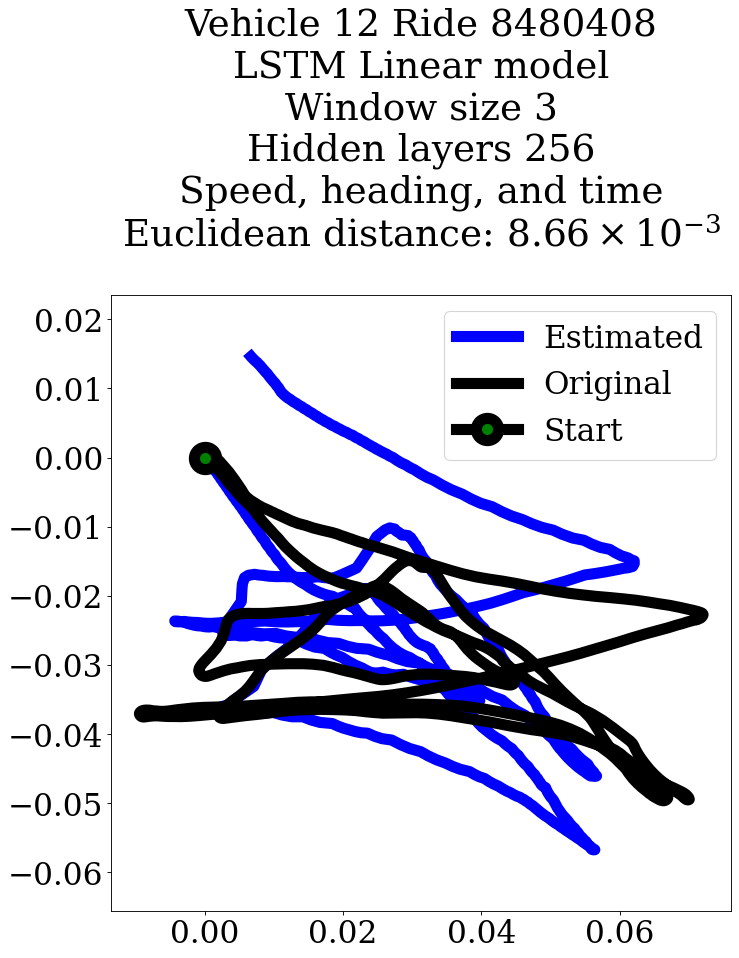 Vehicle 12 Ride 8480408
LSTM Linear model
Window size 3
Hidden layers 256
Speed, heading, and time
Euclidean distance: 8.66 × 10⁻³
Estimated
Original
Start
0.02
0.01
0.00
−0.01
−0.02
−0.03
−0.04
−0.05
−0.06
0.00 0.02 0.04 0.06